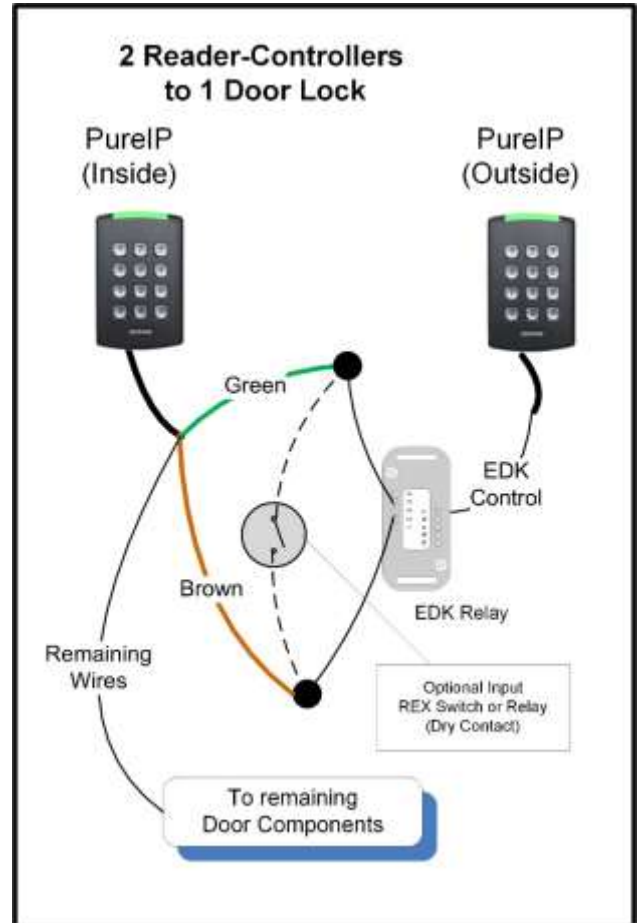 2 Reader-Controllers
to 1 Door Lock
PureIP
(Inside)
PureIP
(Outside)
Green
EDK
Control
Brown
EDK Relay
Remaining
Wires
Optional Input
REX Switch or Relay
(Dry Contact)
To remaining
Door Components